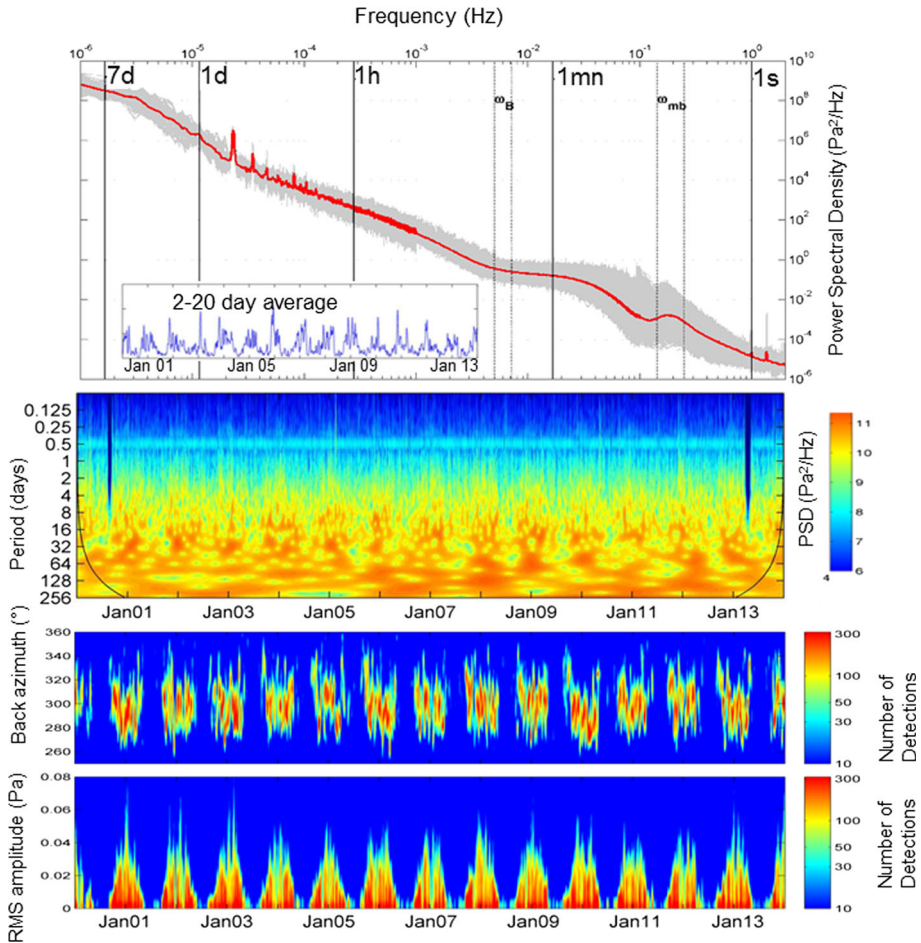 Frequency (Hz)
10⁻⁶ 10⁻⁵ 10⁻⁴ 10⁻³ 10⁻² 10⁻¹ 10⁰ 10¹⁰
7d 1d 1h 1mn 1s
ω_B ω_mb
10⁸
10⁶
10⁴
10²
10⁰
10⁻²
10⁻⁴
10⁻⁶
Power Spectral Density (Pa²/Hz)
2-20 day average
Jan 01 Jan 05 Jan 09 Jan 13
Period (days)
0.125
0.25
0.5
1
2
4
8
16
32
64
128
256
Jan01 Jan03 Jan05 Jan07 Jan09 Jan11 Jan13
PSD (Pa²/Hz)
11
10
9
8
7
6
4
Back azimuth (°)
360
340
320
300
280
260
300
100
50
30
10
Number of
Detections
RMS amplitude (Pa)
0.08
0.06
0.04
0.02
0
Jan01 Jan03 Jan05 Jan07 Jan09 Jan11 Jan13
300
100
50
30
10
Number of
Detections